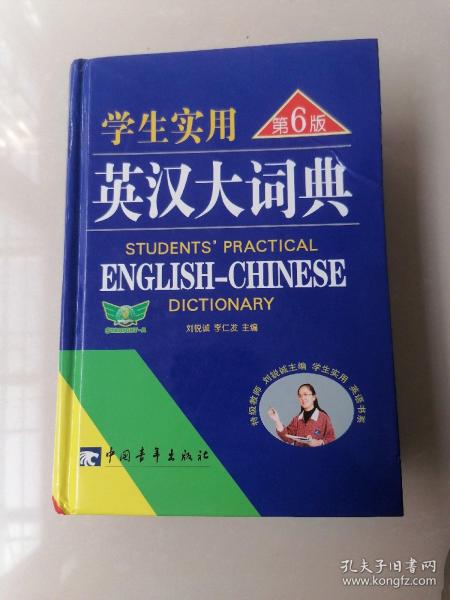 学生实用
第6版
英汉大词典
STUDENTS' PRACTICAL
ENGLISH-CHINESE
DICTIONARY
刘锐诚 李仁发 主编
特级教师 刘锐诚主编 学生实用 英语书系
中国青年出版社
孔夫子旧书网
www.kongfz.com